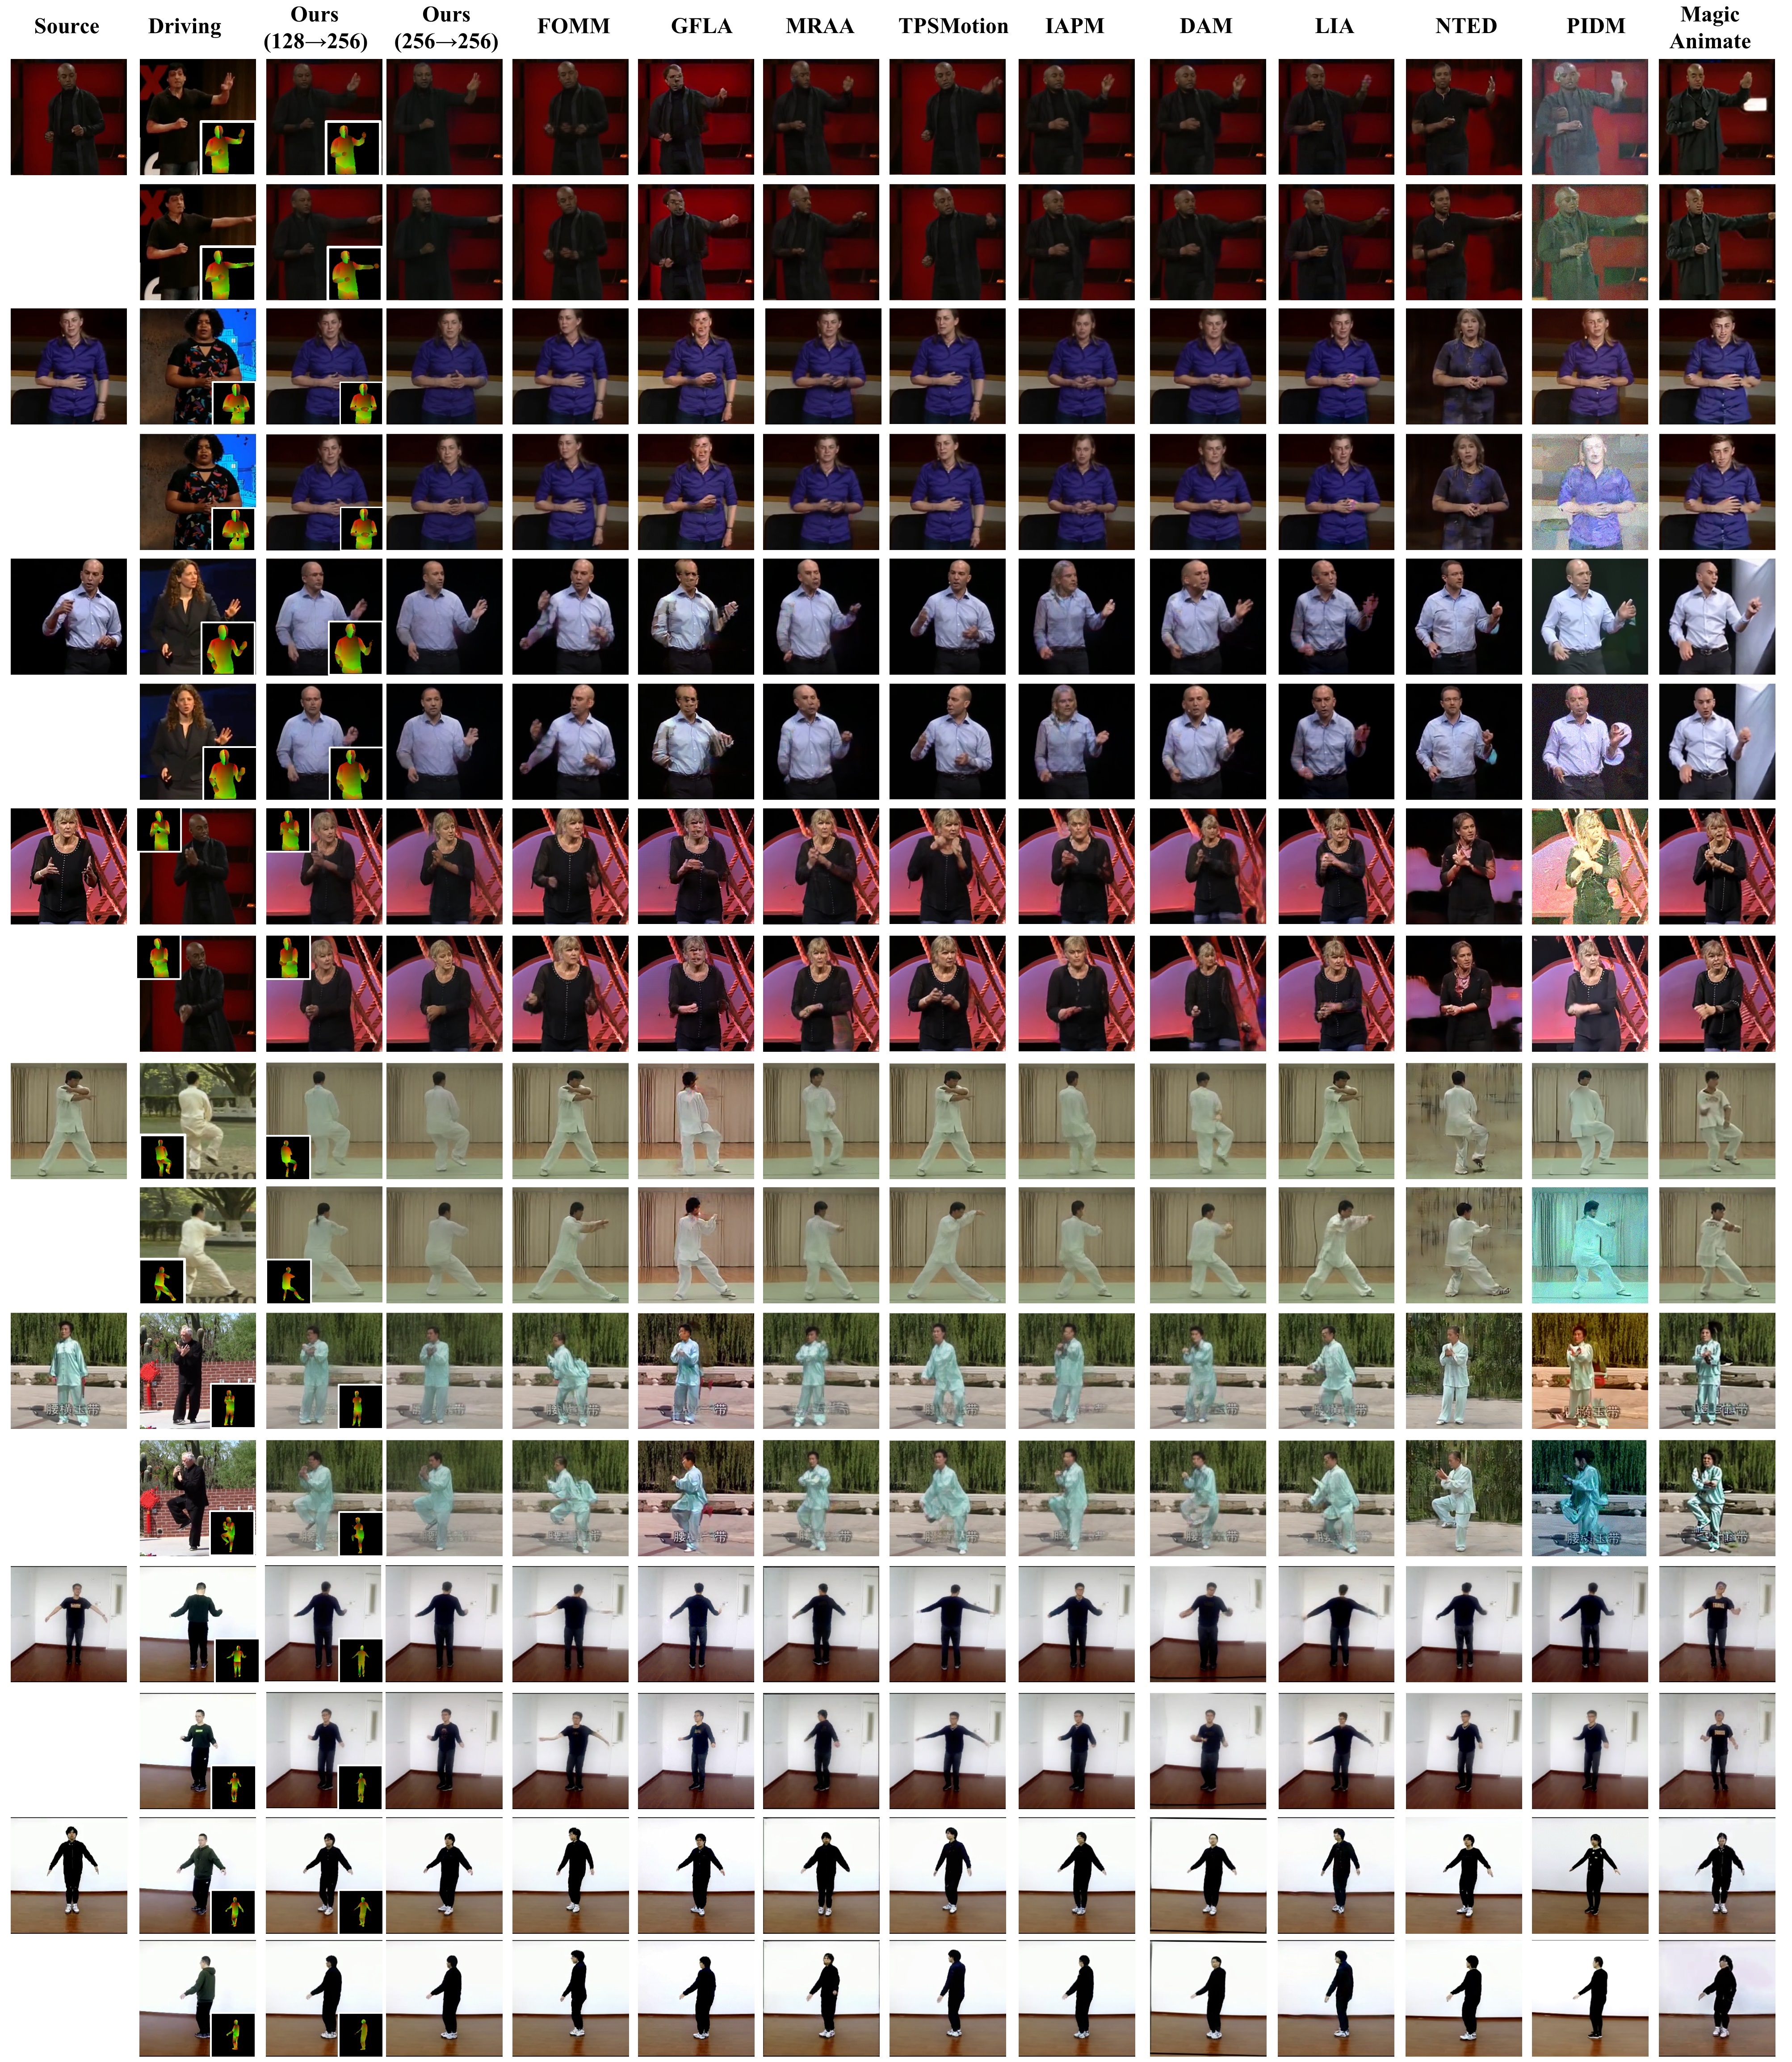 Source Driving Ours (128→256) Ours (256→256) FOMM GFLA MRAA TPSMotion IAPM DAM LIA NTED PIDM Magic Animate
X
X
weic